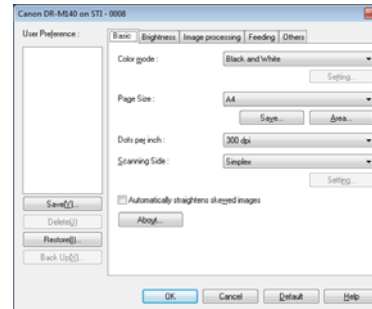 Canon DR-M140 on STI - 0008
User Preference :
Basic Brightness Image processing Feeding Others
Color mode : Black and White
Setting...
Page Size : A4
Save... Area...
Dots per inch : 300 dpi
Scanning Side : Simplex
Setting...
Automatically straightens skewed images
About...
Save(V)...
Delete(J)
Restore(I)...
Back Up(X)...
OK Cancel Default Help